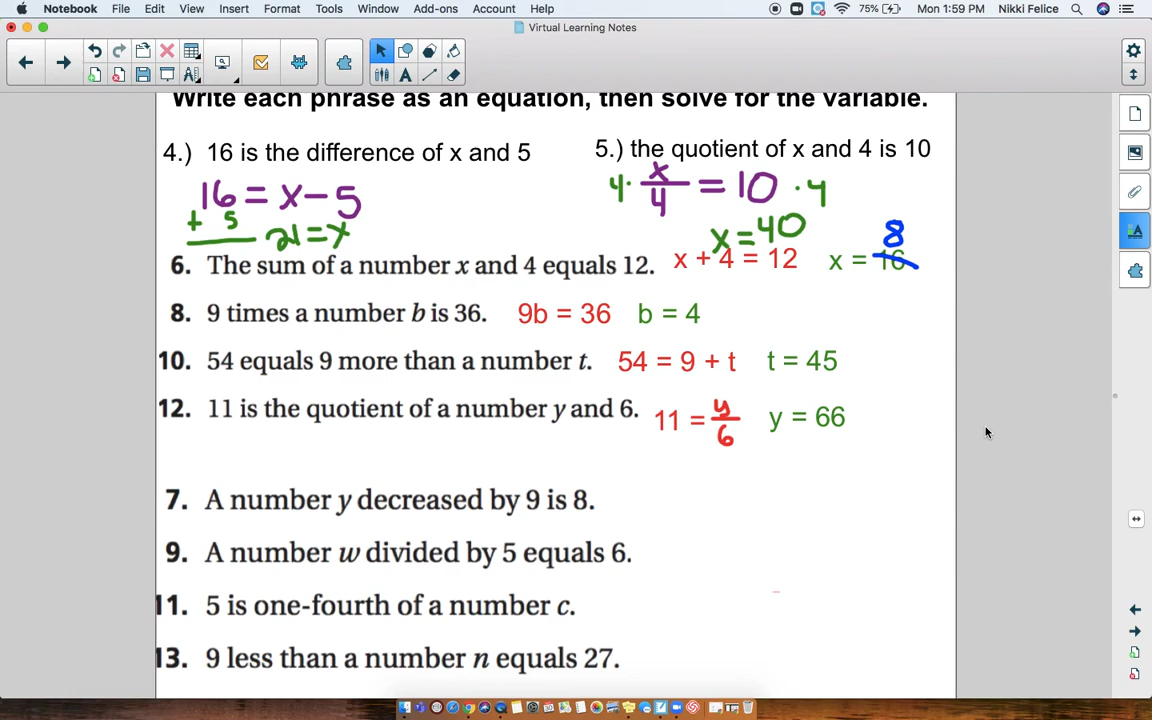 Notebook File Edit View Insert Format Tools Window Add-ons Account Help 75% Mon 1:59 PM Nikki Felice
Virtual Learning Notes
Write each phrase as an equation, then solve for the variable.
4.) 16 is the difference of x and 5
16 = x - 5
+ 5
21 = x
5.) the quotient of x and 4 is 10
4 · x/4 = 10 · 4
x = 40
6. The sum of a number x and 4 equals 12. x + 4 = 12 x = 16 8
8. 9 times a number b is 36. 9b = 36 b = 4
10. 54 equals 9 more than a number t. 54 = 9 + t t = 45
12. 11 is the quotient of a number y and 6. 11 = y/6 y = 66
7. A number y decreased by 9 is 8.
9. A number w divided by 5 equals 6.
11. 5 is one-fourth of a number c.
13. 9 less than a number n equals 27.